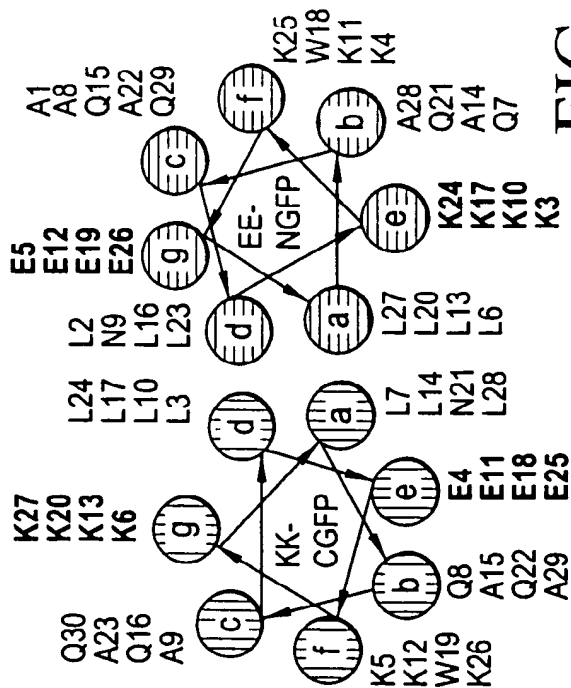 Q30
A23
Q16
A9
K27
K20
K13
K6
L24
L17
L10
L3
L2
N9
L16
L23
E5
E12
E19
E26
A1
A8
Q15
A22
Q29
c
g
d
d
g
c
f
KK-
CGFP
EE-
NGFP
f
b
e
a
a
e
b
K5
K12
W19
K26
Q8
A15
Q22
A29
E4
E11
E18
E25
L7
L14
N21
L28
L27
L20
L13
L6
K24
K17
K10
K3
A28
Q21
A14
Q7
K25
W18
K11
K4
FIG